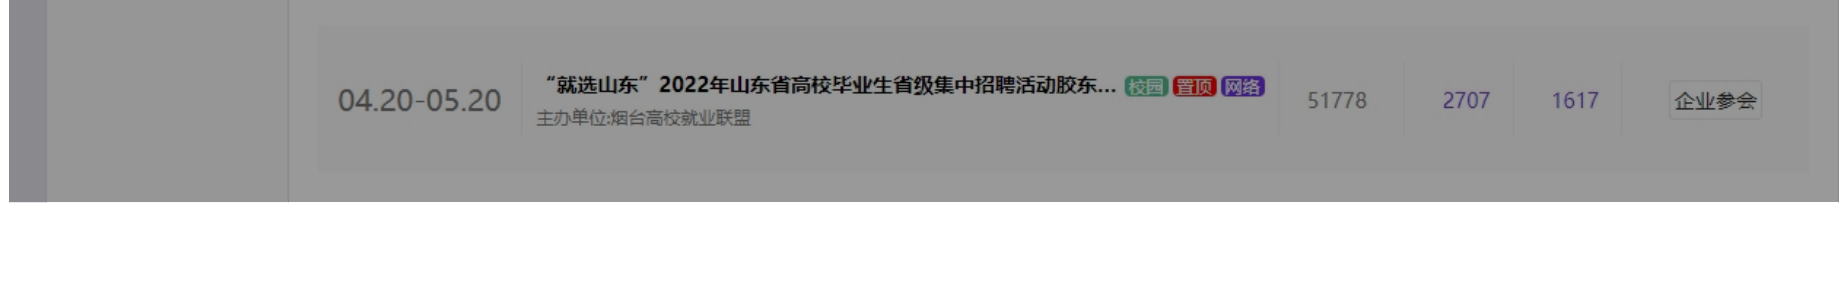 04.20-05.20
“就选山东”2022年山东省高校毕业生省级集中招聘活动胶东... 校园 置顶 网络
主办单位:烟台高校就业联盟
51778
2707
1617
企业参会